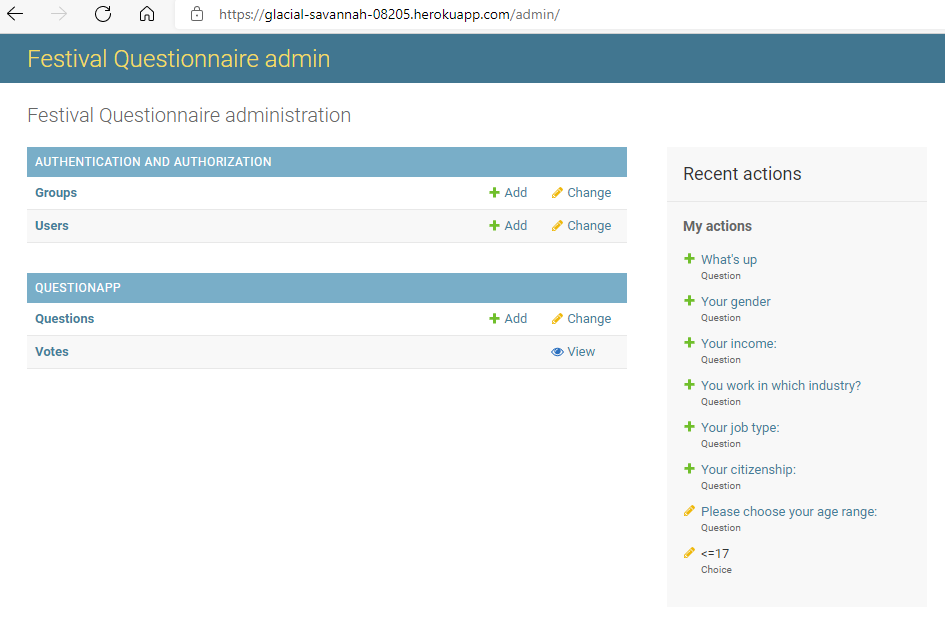 https://glacial-savannah-08205.herokuapp.com/admin/
Festival Questionnaire admin
Festival Questionnaire administration
AUTHENTICATION AND AUTHORIZATION
Groups Add Change
Users Add Change
QUESTIONAPP
Questions Add Change
Votes View
Recent actions
My actions
What's up
Question
Your gender
Question
Your income:
Question
You work in which industry?
Question
Your job type:
Question
Your citizenship:
Question
Please choose your age range:
Question
<=17
Choice